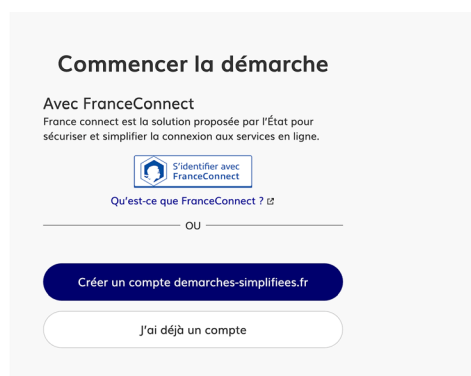 Commencer la démarche
Avec FranceConnect
France connect est la solution proposée par l'État pour
sécuriser et simplifier la connexion aux services en ligne.
S'identifier avec
FranceConnect
Qu'est-ce que FranceConnect ?
OU
Créer un compte demarches-simplifiees.fr
J'ai déjà un compte